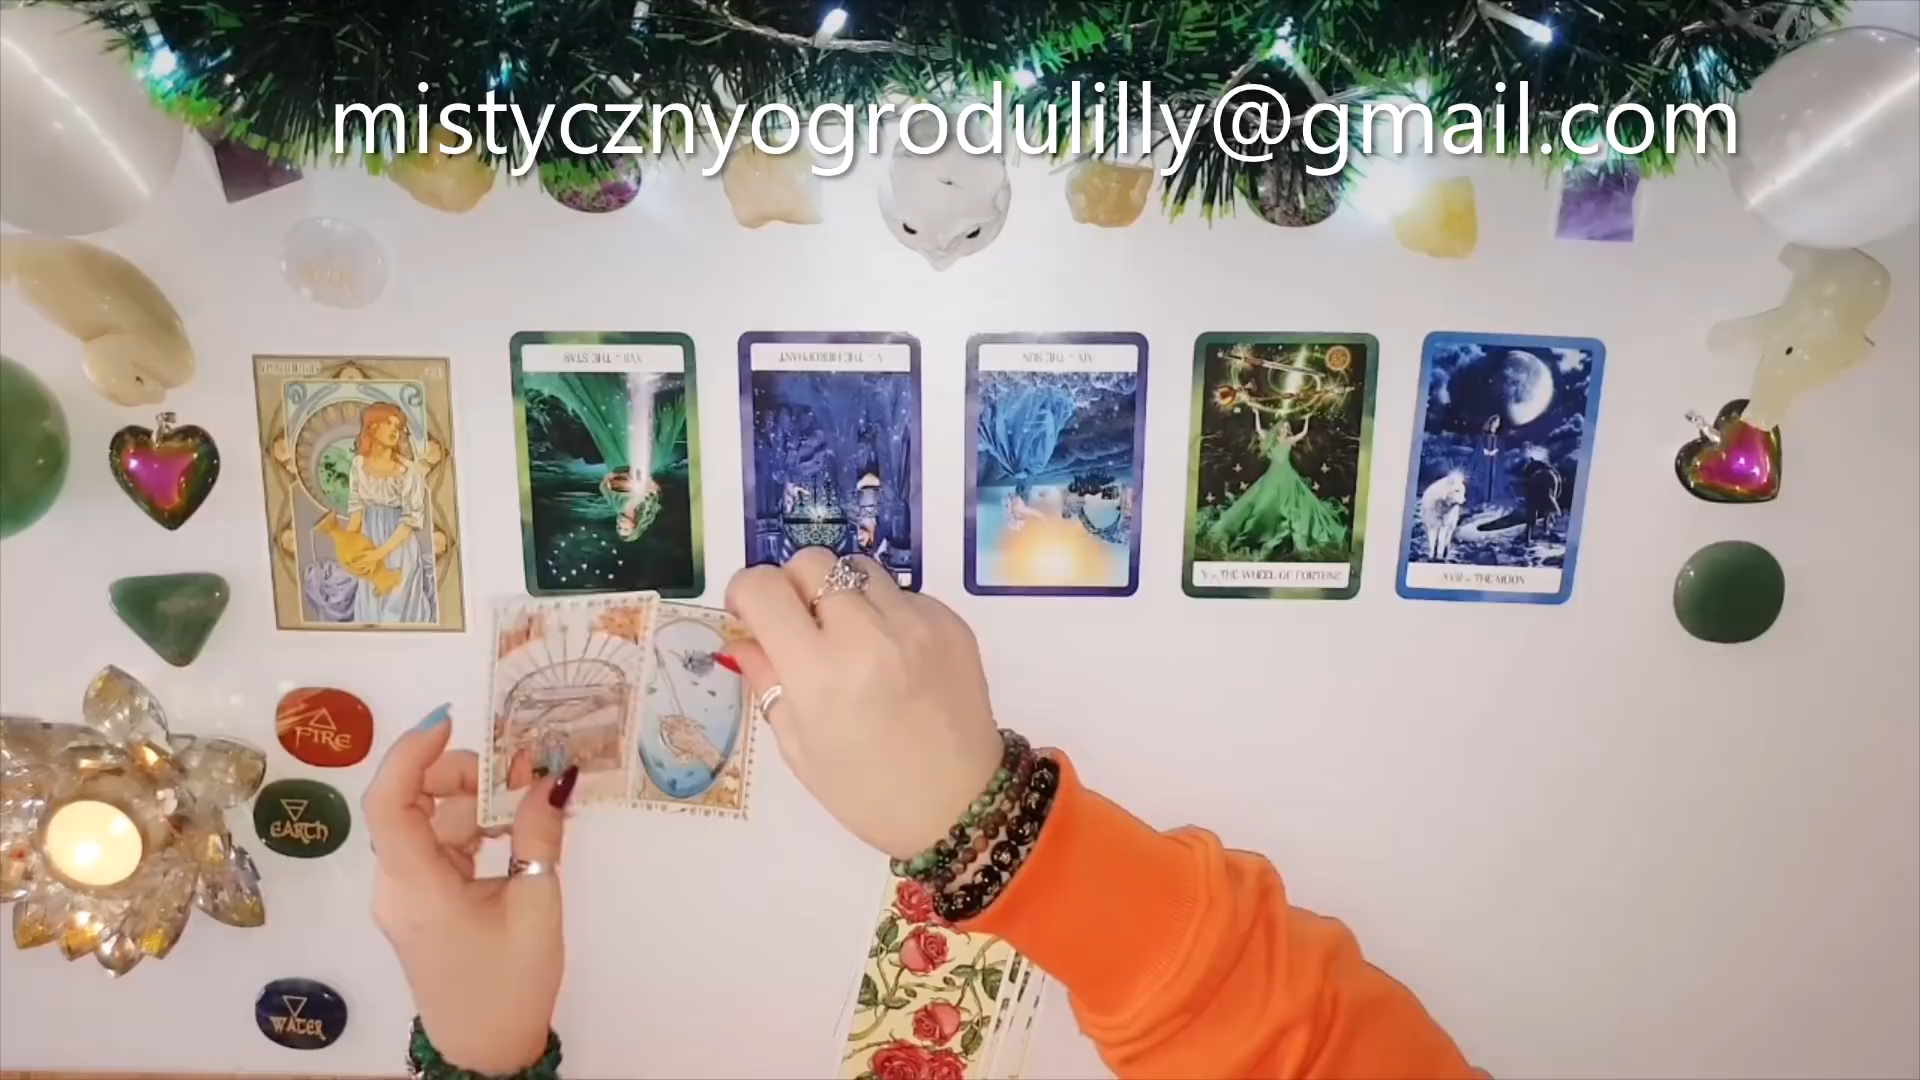 mistycznyogrodulilly@gmail.com
XVII - THE STAR
V - THE HIEROPHANT
XIX - THE SUN
X - THE WHEEL OF FORTUNE
XVIII - THE MOON
FIRE
EARTH
WATER